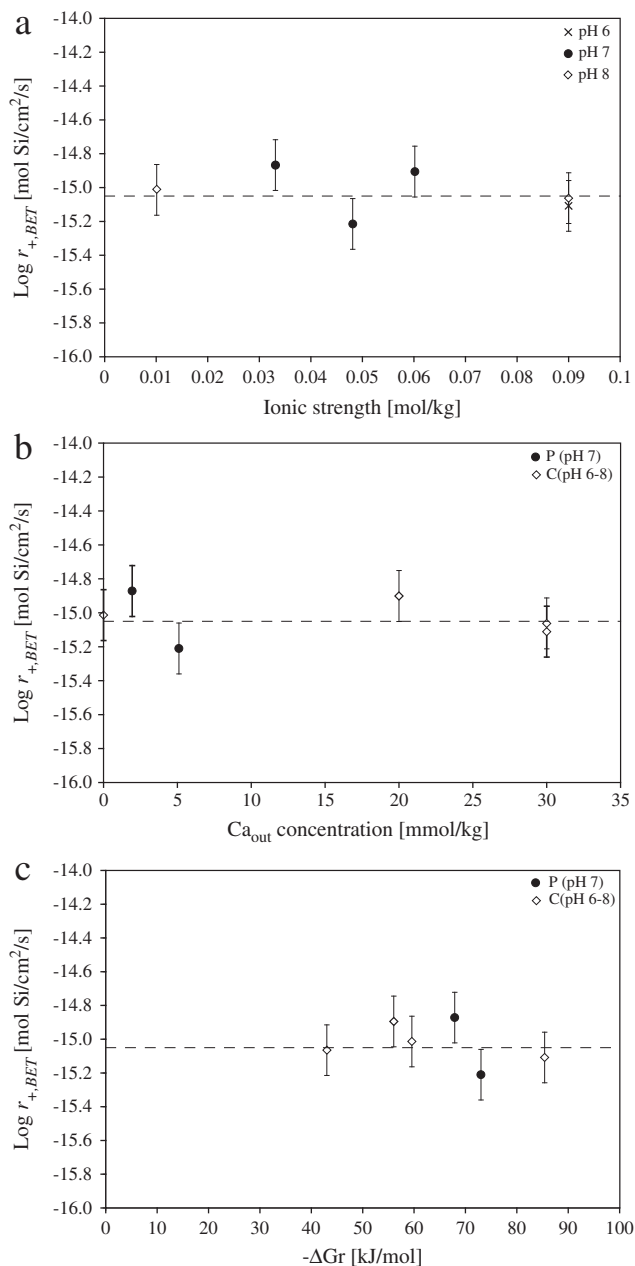 a
× pH 6
● pH 7
◇ pH 8
Log r+,BET [mol Si/cm2/s]
-14.0
-14.2
-14.4
-14.6
-14.8
-15.0
-15.2
-15.4
-15.6
-15.8
-16.0
0 0.01 0.02 0.03 0.04 0.05 0.06 0.07 0.08 0.09 0.1
Ionic strength [mol/kg]
b
● P (pH 7)
◇ C(pH 6-8)
Log r+,BET [mol Si/cm2/s]
-14.0
-14.2
-14.4
-14.6
-14.8
-15.0
-15.2
-15.4
-15.6
-15.8
-16.0
0 5 10 15 20 25 30 35
Caout concentration [mmol/kg]
c
● P (pH 7)
◇ C(pH 6-8)
Log r+,BET [mol Si/cm2/s]
-14.0
-14.2
-14.4
-14.6
-14.8
-15.0
-15.2
-15.4
-15.6
-15.8
-16.0
0 10 20 30 40 50 60 70 80 90 100
-ΔGr [kJ/mol]